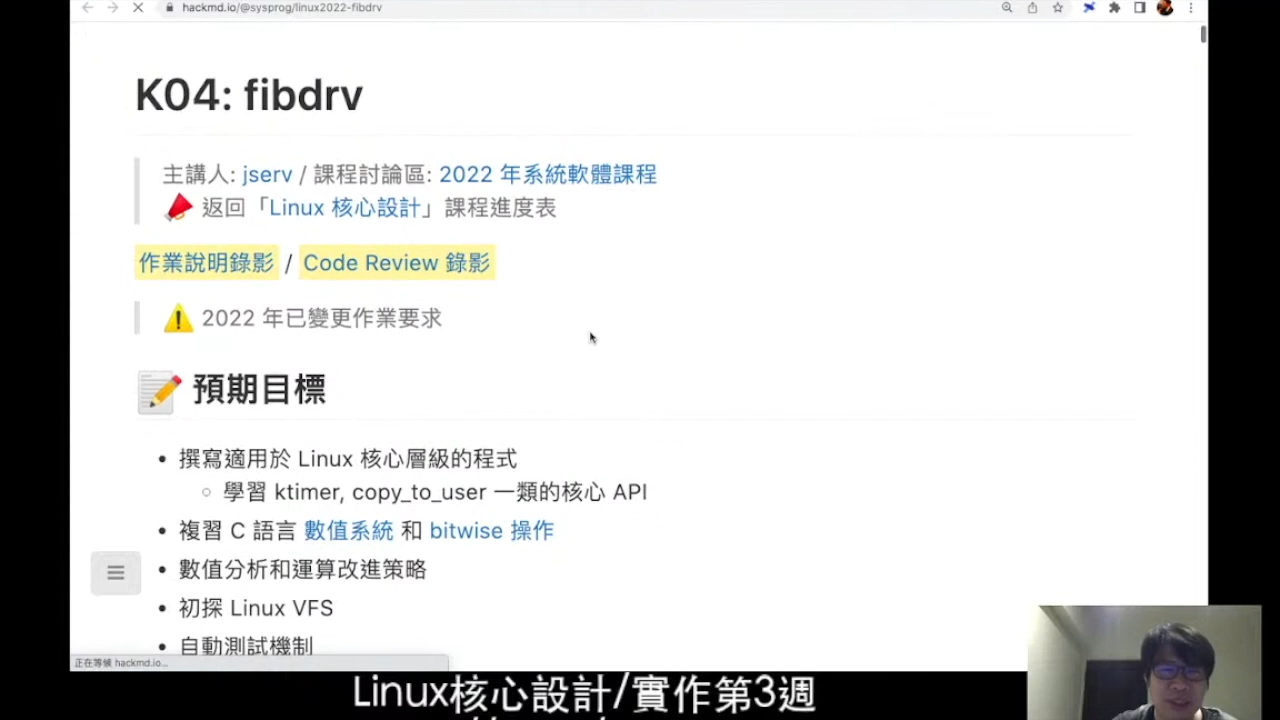 hackmd.io/@sysprog/linux2022-fibdrv
K04: fibdrv
主講人: jserv / 課程討論區: 2022 年系統軟體課程
返回「Linux 核心設計」課程進度表
作業說明錄影 / Code Review 錄影
2022 年已變更作業要求
預期目標
撰寫適用於 Linux 核心層級的程式
學習 ktimer, copy_to_user 一類的核心 API
複習 C 語言 數值系統 和 bitwise 操作
數值分析和運算改進策略
初探 Linux VFS
自動測試機制
正在等候 hackmd.io...
Linux核心設計/實作第3週